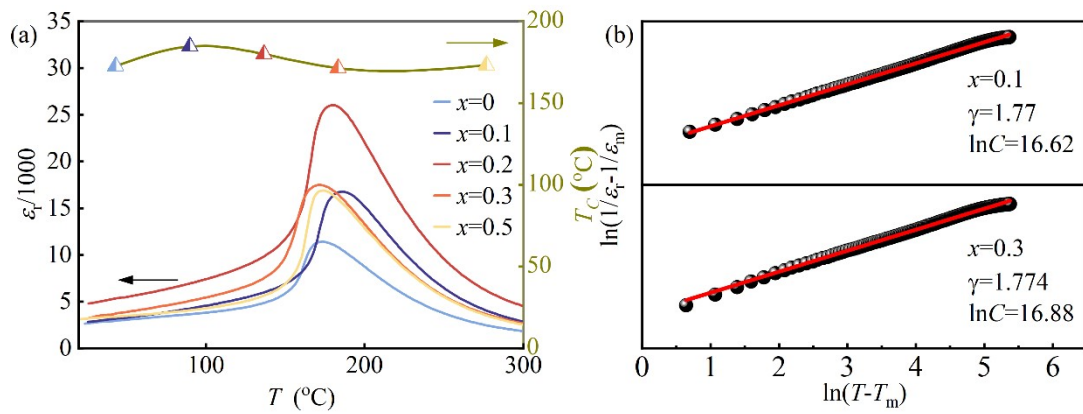 (a)
35
30
25
20
15
10
5
0
εr/1000
0
100
200
300
T (°C)
200
150
100
50
0
TC (°C)
x=0
x=0.1
x=0.2
x=0.3
x=0.5
(b)
ln(1/εr-1/εm)
x=0.1
γ=1.77
lnC=16.62
x=0.3
γ=1.774
lnC=16.88
0
1
2
3
4
5
6
ln(T-Tm)